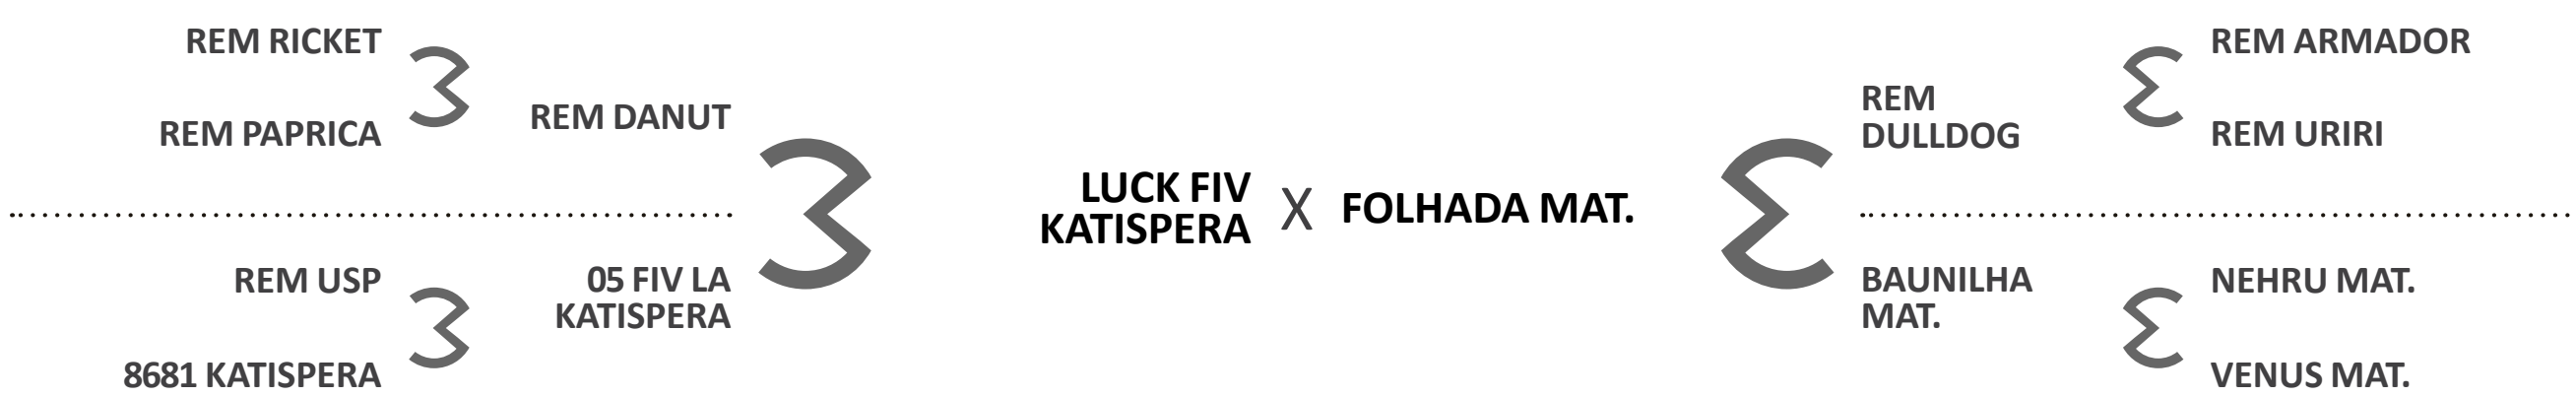 REM RICKET
REM PAPRICA
REM DANUT
REM USP
8681 KATISPERA
05 FIV LA
KATISPERA
LUCK FIV
KATISPERA
X
FOLHADA MAT.
REM
DULLDOG
REM ARMADOR
REM URIRI
BAUNILHA
MAT.
NEHRU MAT.
VENUS MAT.